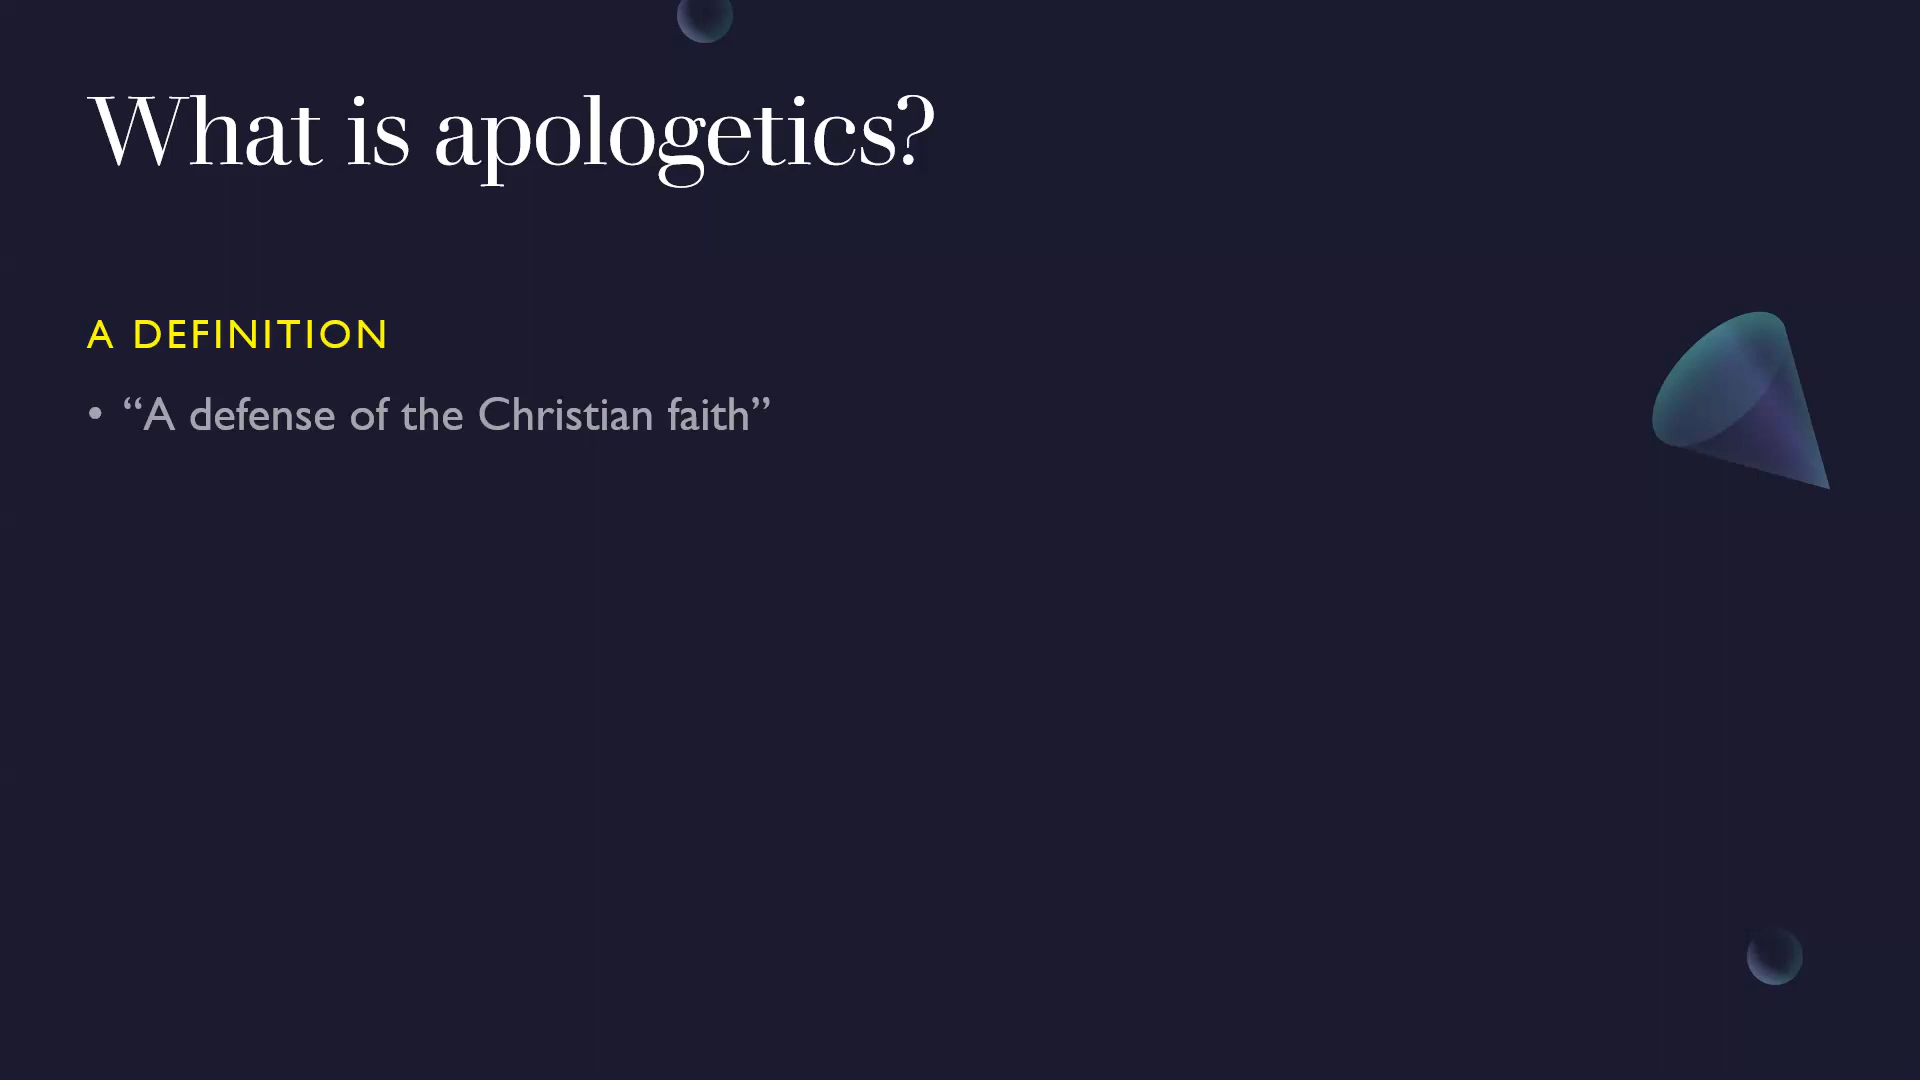 What is apologetics?
A DEFINITION
• “A defense of the Christian faith”